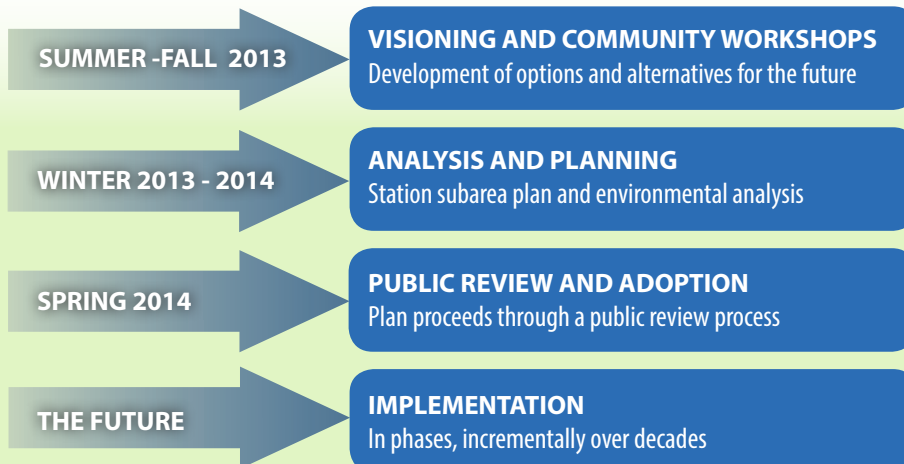 SUMMER -FALL 2013
VISIONING AND COMMUNITY WORKSHOPS
Development of options and alternatives for the future
WINTER 2013 - 2014
ANALYSIS AND PLANNING
Station subarea plan and environmental analysis
SPRING 2014
PUBLIC REVIEW AND ADOPTION
Plan proceeds through a public review process
THE FUTURE
IMPLEMENTATION
In phases, incrementally over decades